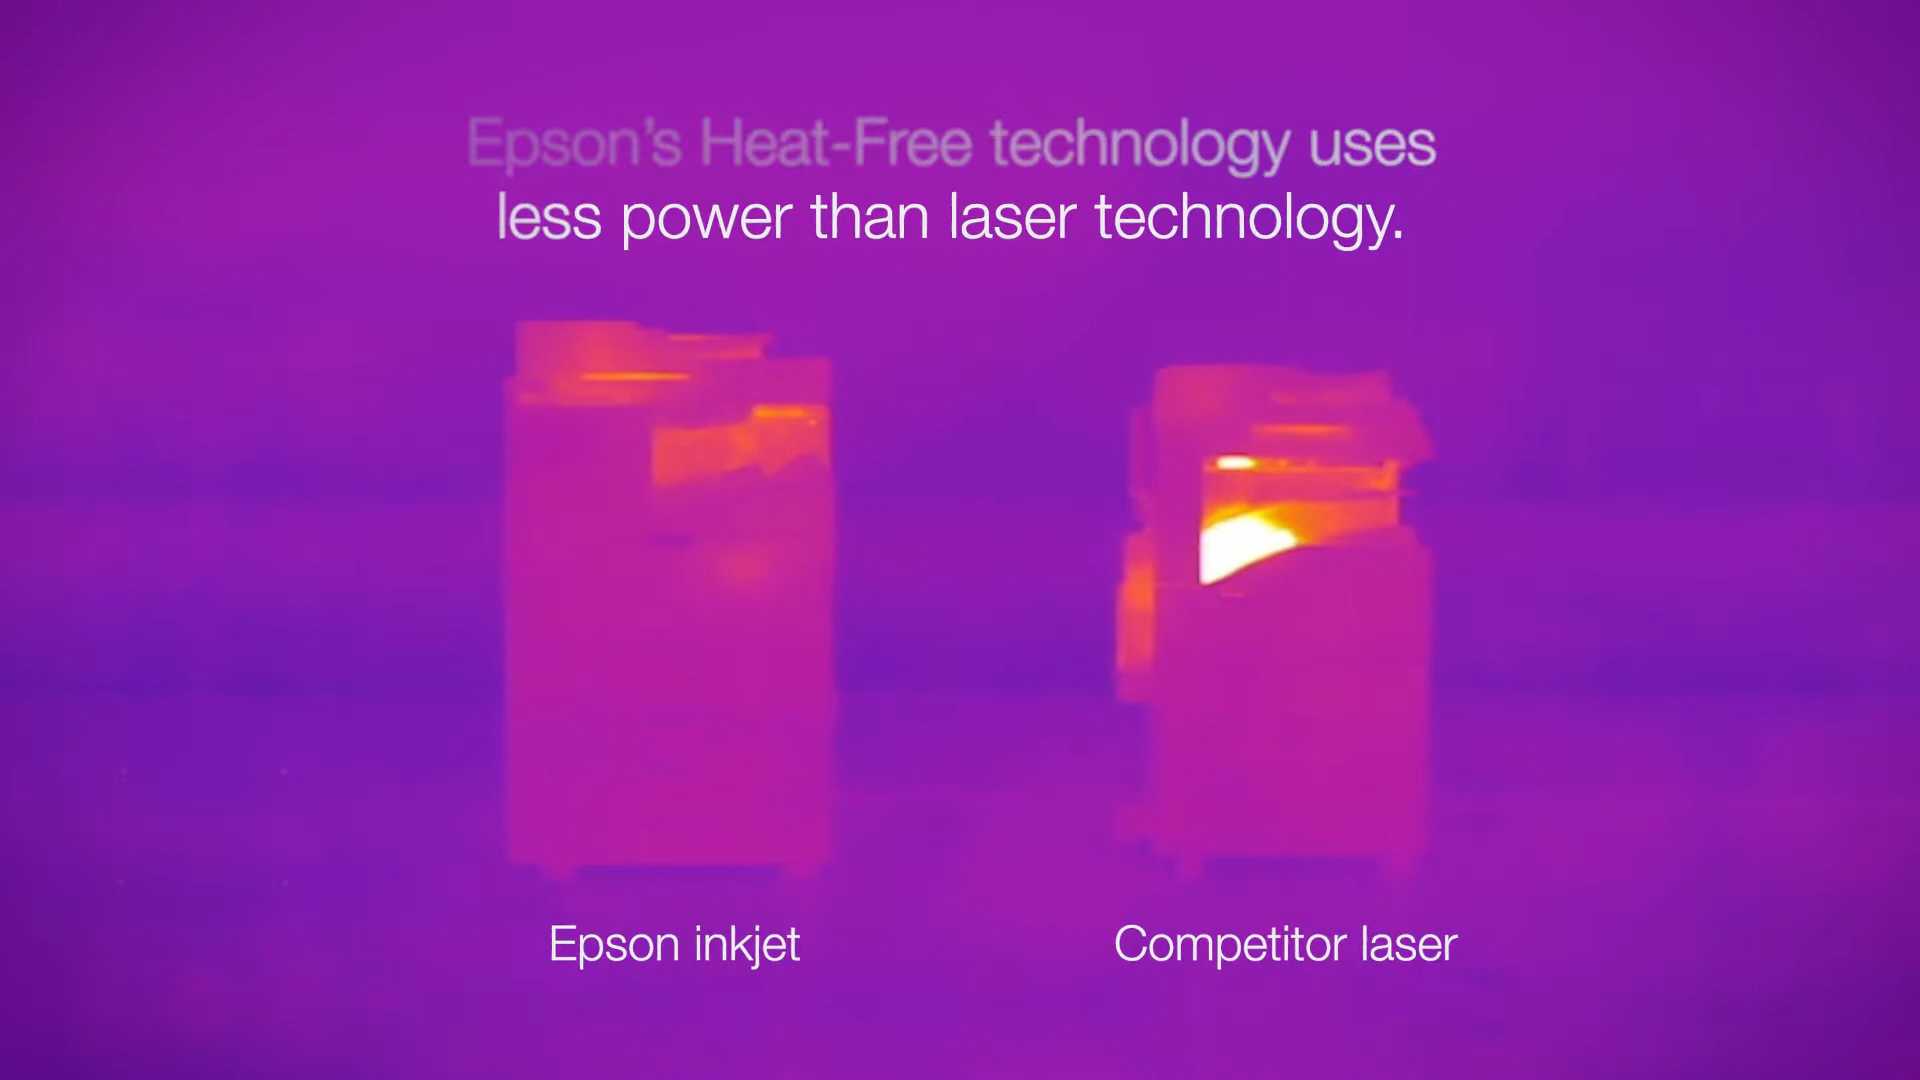 Epson's Heat-Free technology uses
less power than laser technology.
Epson inkjet
Competitor laser